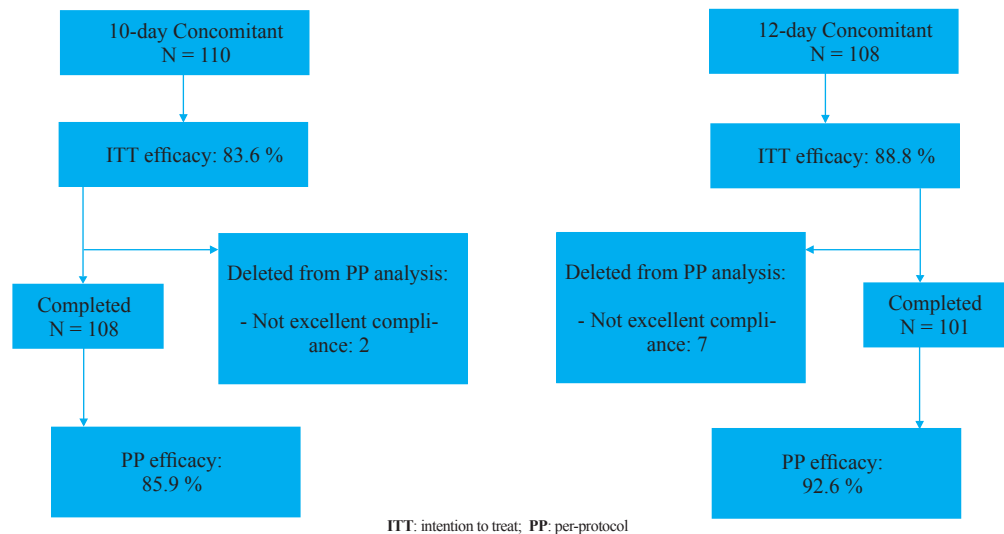 10-day Concomitant
N = 110
ITT efficacy: 83.6 %
Deleted from PP analysis:
- Not excellent compli-
ance: 2
Completed
N = 108
PP efficacy:
85.9 %
12-day Concomitant
N = 108
ITT efficacy: 88.8 %
Deleted from PP analysis:
- Not excellent compli-
ance: 7
Completed
N = 101
PP efficacy:
92.6 %
ITT: intention to treat; PP: per-protocol